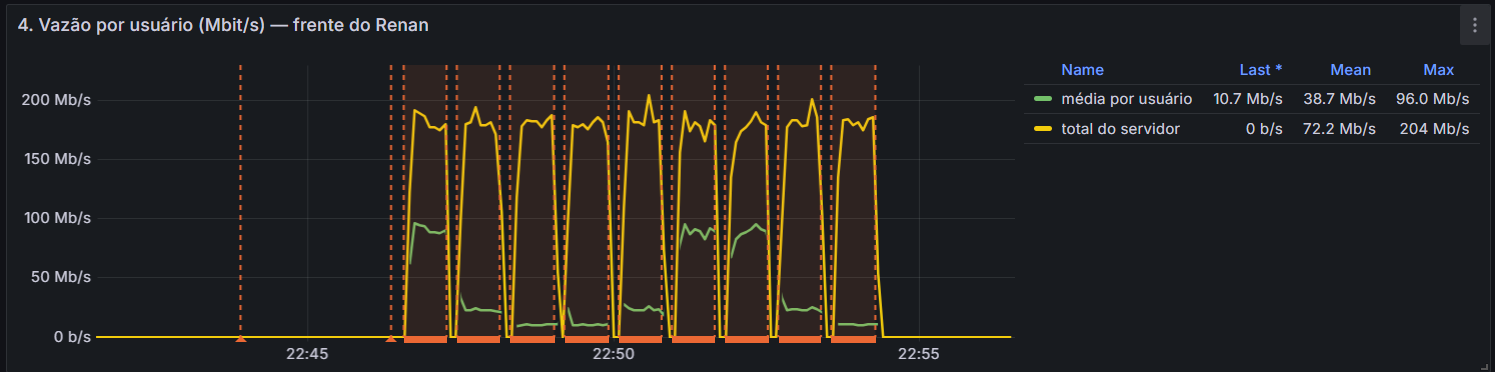 4. Vazão por usuário (Mbit/s) — frente do Renan
Name Last * Mean Max
média por usuário 10.7 Mb/s 38.7 Mb/s 96.0 Mb/s
total do servidor 0 b/s 72.2 Mb/s 204 Mb/s
200 Mb/s
150 Mb/s
100 Mb/s
50 Mb/s
0 b/s
22:45 22:50 22:55